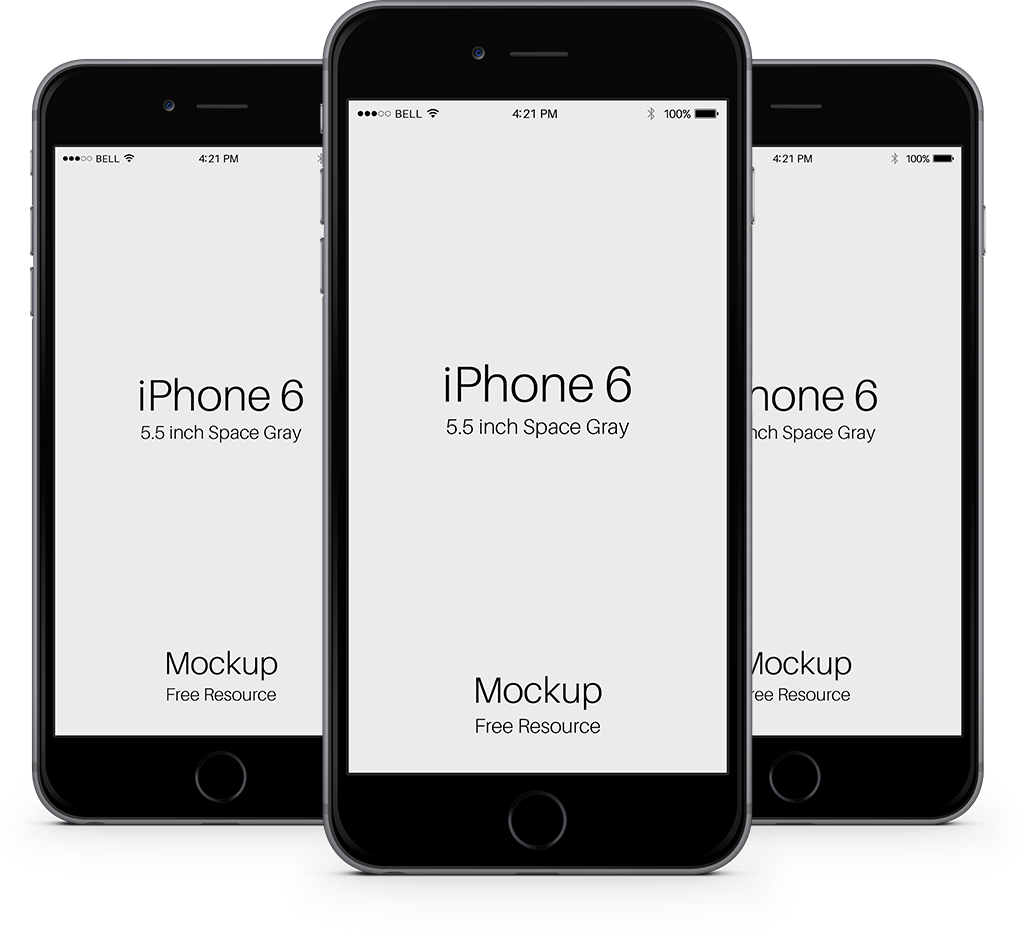 BELL 4:21 PM
iPhone 6
5.5 inch Space Gray
Mockup
Free Resource
BELL 4:21 PM 100%
iPhone 6
5.5 inch Space Gray
Mockup
Free Resource
4:21 PM 100%
hone 6
nch Space Gray
Mockup
ree Resource